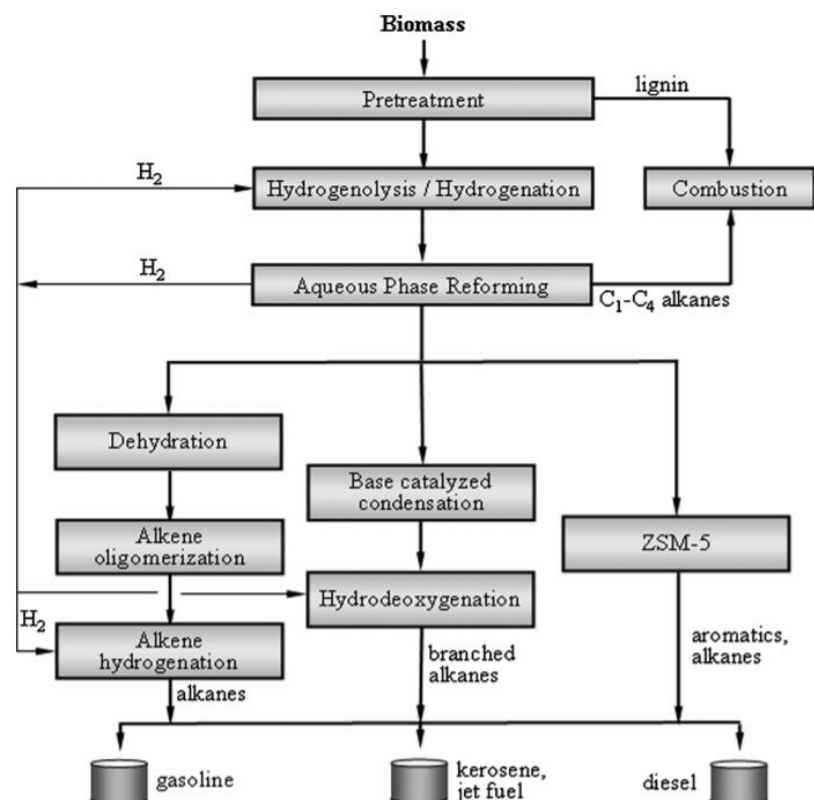 Biomass
Pretreatment
lignin
H2
Hydrogenolysis / Hydrogenation
Combustion
H2
Aqueous Phase Reforming
C1-C4 alkanes
Dehydration
Base catalyzed
condensation
Alkene
oligomerization
ZSM-5
Hydrodeoxygenation
H2
Alkene
hydrogenation
alkanes
branched
alkanes
aromatics,
alkanes
gasoline
kerosene,
jet fuel
diesel